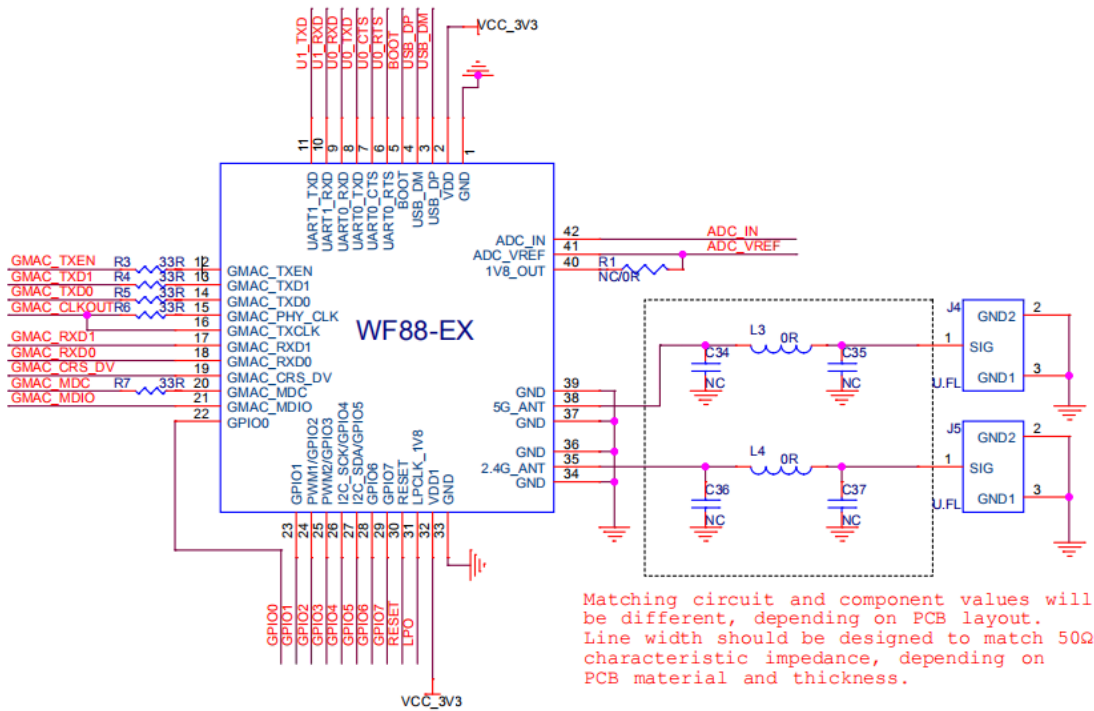 U1_TXD
U1_RXD
U0_RXD
U0_TXD
U0_CTS
U0_RTS
BOOT
USB_DP
USB_DM
VCC_3V3
11
10
9
8
7
6
5
4
3
2
1
UART1_TXD
UART1_RXD
UART0_RXD
UART0_TXD
UART0_CTS
UART0_RTS
BOOT
USB_DM
USB_DP
VDD
GND
WF88-EX
GMAC_TXEN R3 33R 12 GMAC_TXEN
GMAC_TXD1 R4 33R 13 GMAC_TXD1
GMAC_TXD0 R5 33R 14 GMAC_TXD0
GMAC_CLKOUT R6 33R 15 GMAC_PHY_CLK
16 GMAC_TXCLK
GMAC_RXD1 17 GMAC_RXD1
GMAC_RXD0 18 GMAC_RXD0
GMAC_CRS_DV 19 GMAC_CRS_DV
GMAC_MDC R7 33R 20 GMAC_MDC
GMAC_MDIO 21 GMAC_MDIO
22 GPIO0
ADC_IN 42 ADC_IN
ADC_VREF 41 ADC_VREF
1V8_OUT 40 R1
NC/0R
GND 39
5G_ANT 38
GND 37
GND 36
2.4G_ANT 35
GND 34
L3 0R
C34 C35
NC NC
L4 0R
C36 C37
NC NC
J4
GND2 2
1 SIG
GND1 3
U.FL
J5
GND2 2
1 SIG
GND1 3
U.FL
GPIO1
PWM1/GPIO2
PWM2/GPIO3
I2C_SCK/GPIO4
I2C_SDA/GPIO5
GPIO6
GPIO7
RESET
LPCLK_1V8
VDD1
GND
23
24
25
26
27
28
29
30
31
32
33
GPIO0
GPIO1
GPIO2
GPIO3
GPIO4
GPIO5
GPIO6
GPIO7
RESET
LPO
VCC_3V3
Matching circuit and component values will
be different, depending on PCB layout.
Line width should be designed to match 50Ω
characteristic impedance, depending on
PCB material and thickness.